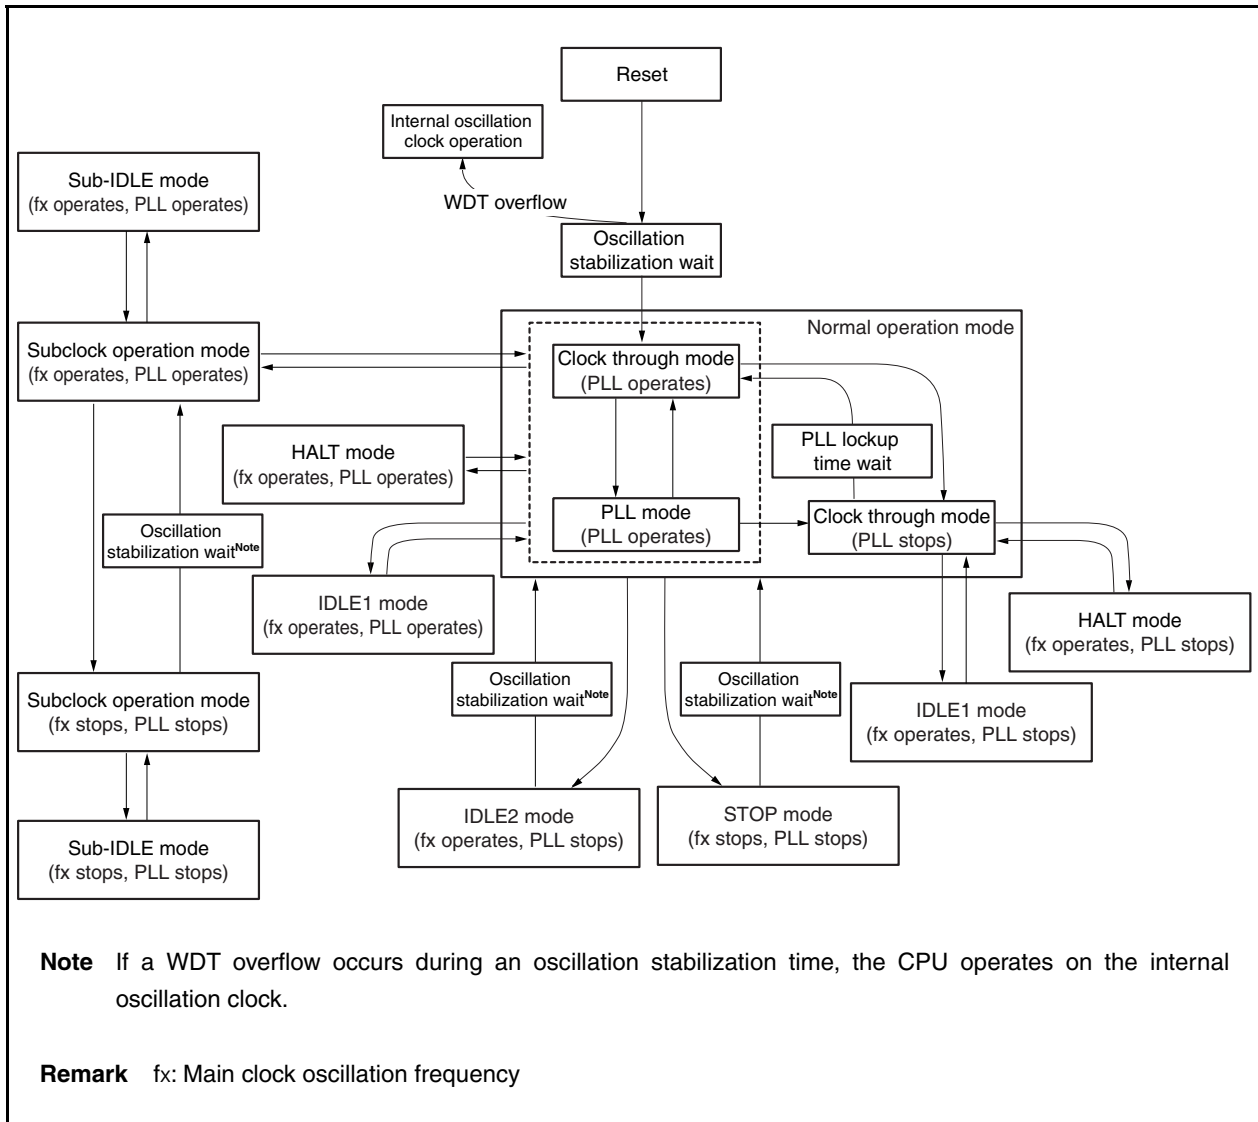 Reset
Internal oscillation
clock operation
WDT overflow
Oscillation
stabilization wait
Sub-IDLE mode
(fx operates, PLL operates)
Subclock operation mode
(fx operates, PLL operates)
Normal operation mode
Clock through mode
(PLL operates)
HALT mode
(fx operates, PLL operates)
PLL lockup
time wait
PLL mode
(PLL operates)
Clock through mode
(PLL stops)
Oscillation
stabilization waitNote
IDLE1 mode
(fx operates, PLL operates)
HALT mode
(fx operates, PLL stops)
Oscillation
stabilization waitNote
Oscillation
stabilization waitNote
Subclock operation mode
(fx stops, PLL stops)
IDLE1 mode
(fx operates, PLL stops)
IDLE2 mode
(fx operates, PLL stops)
STOP mode
(fx stops, PLL stops)
Sub-IDLE mode
(fx stops, PLL stops)
Note If a WDT overflow occurs during an oscillation stabilization time, the CPU operates on the internal
oscillation clock.
Remark fx: Main clock oscillation frequency